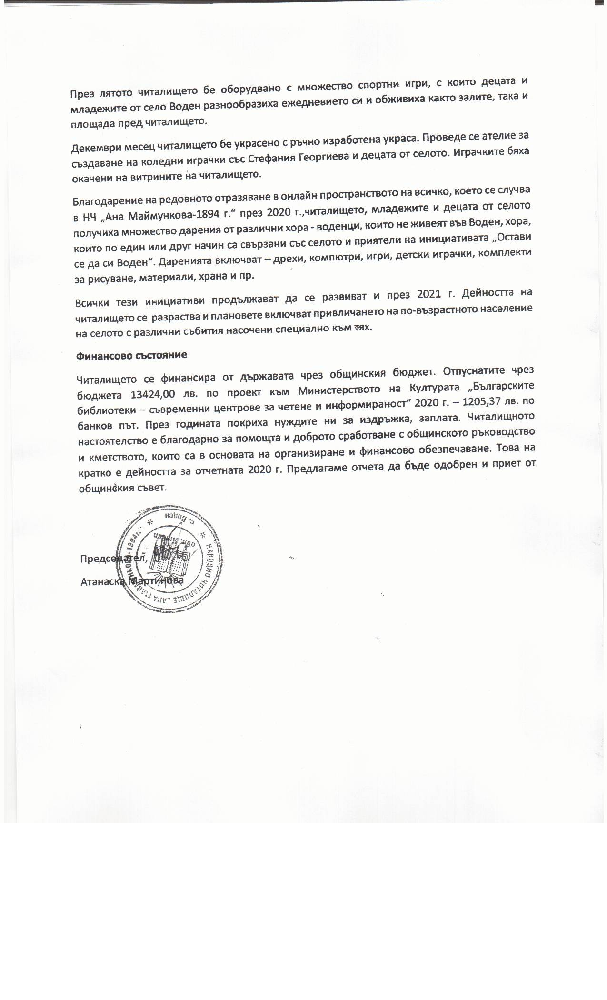 През лятото читалището бе оборудвано с множество спортни игри, с които децата и
младежите от село Воден разнообразиха ежедневието си и обживиха както залите, така и
площада пред читалището.
Декември месец читалището бе украсено с ръчно изработена украса. Проведе се ателие за
създаване на коледни играчки със Стефания Георгиева и децата от селото. Играчките бяха
окачени на витрините на читалището.
Благодарение на редовното отразяване в онлайн пространството на всичко, което се случва
в НЧ „Ана Маймункова-1894 г.“ през 2020 г.,читалището, младежите и децата от селото
получиха множество дарения от различни хора - воденци, които не живеят във Воден, хора,
които по един или друг начин са свързани със селото и приятели на инициативата „Остави
се да си Воден“. Даренията включват – дрехи, компютри, игри, детски играчки, комплекти
за рисуване, материали, храна и пр.
Всички тези инициативи продължават да се развиват и през 2021 г. Дейността на
читалището се разраства и плановете включват привличането на по-възрастното население
на селото с различни събития насочени специално към тях.
Финансово състояние
Читалището се финансира от държавата чрез общинския бюджет. Отпуснатите чрез
бюджета 13424,00 лв. по проект към Министерството на Културата „Българските
библиотеки – съвременни центрове за четене и информираност“ 2020 г. – 1205,37 лв. по
банков път. През годината покриха нуждите ни за издръжка, заплата. Читалищното
настоятелство е благодарно за помощта и доброто сработване с общинското ръководство
и кметството, които са в основата на организиране и финансово обезпечаване. Това на
кратко е дейността за отчетната 2020 г. Предлагаме отчета да бъде одобрен и приет от
общинския съвет.
Председател,
Атанаска Мартинова
НАРОДНО ЧИТАЛИЩЕ „АНА МАЙМУНКОВА-1894г.“
с. Воден
обл.